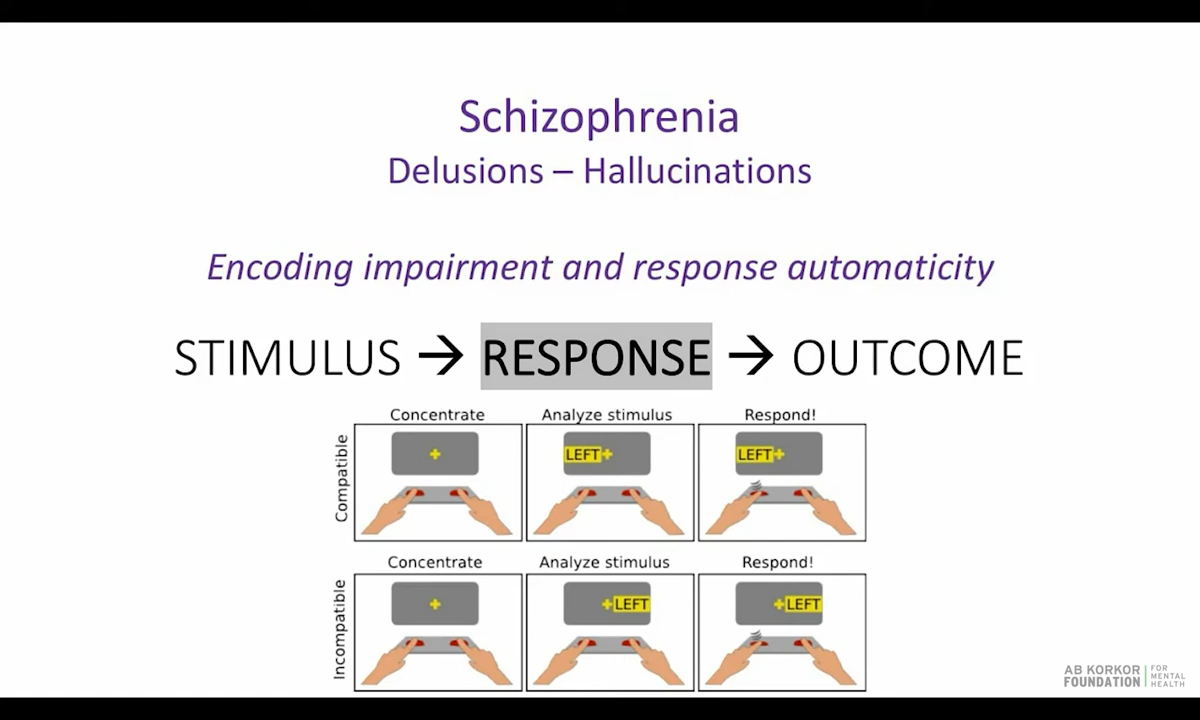 Schizophrenia
Delusions – Hallucinations
Encoding impairment and response automaticity
STIMULUS → RESPONSE → OUTCOME
Concentrate Analyze stimulus Respond!
Compatible
+ LEFT+ LEFT+
Concentrate Analyze stimulus Respond!
Incompatible
+ +LEFT +LEFT
AB KORKOR
FOUNDATION
FOR
MENTAL
HEALTH